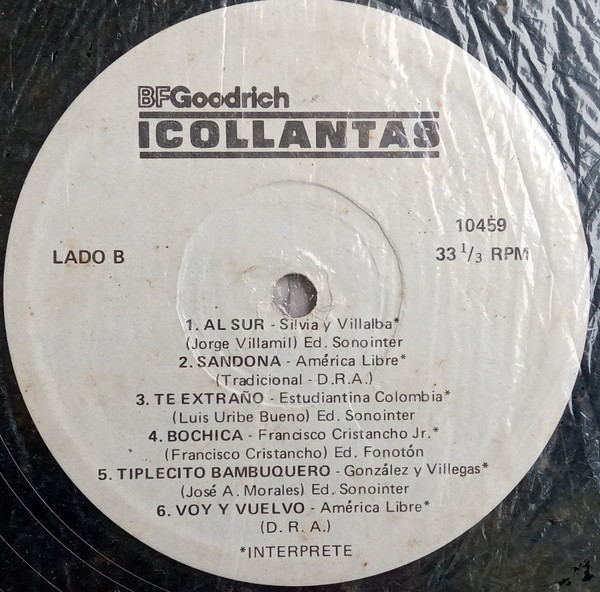 BFGoodrich
ICOLLANTAS
10459
LADO B
33 1/3 RPM
1. AL SUR - Silvia y Villalba*
(Jorge Villamil) Ed. Sonointer
2. SANDONA - América Libre*
(Tradicional - D.R.A.)
3. TE EXTRAÑO - Estudiantina Colombia*
(Luis Uribe Bueno) Ed. Sonointer
4. BOCHICA - Francisco Cristancho Jr.*
(Francisco Cristancho) Ed. Fonotón
5. TIPLECITO BAMBUQUERO - González y Villegas*
(José A. Morales) Ed. Sonointer
6. VOY Y VUELVO - América Libre*
(D. R. A.)
*INTERPRETE